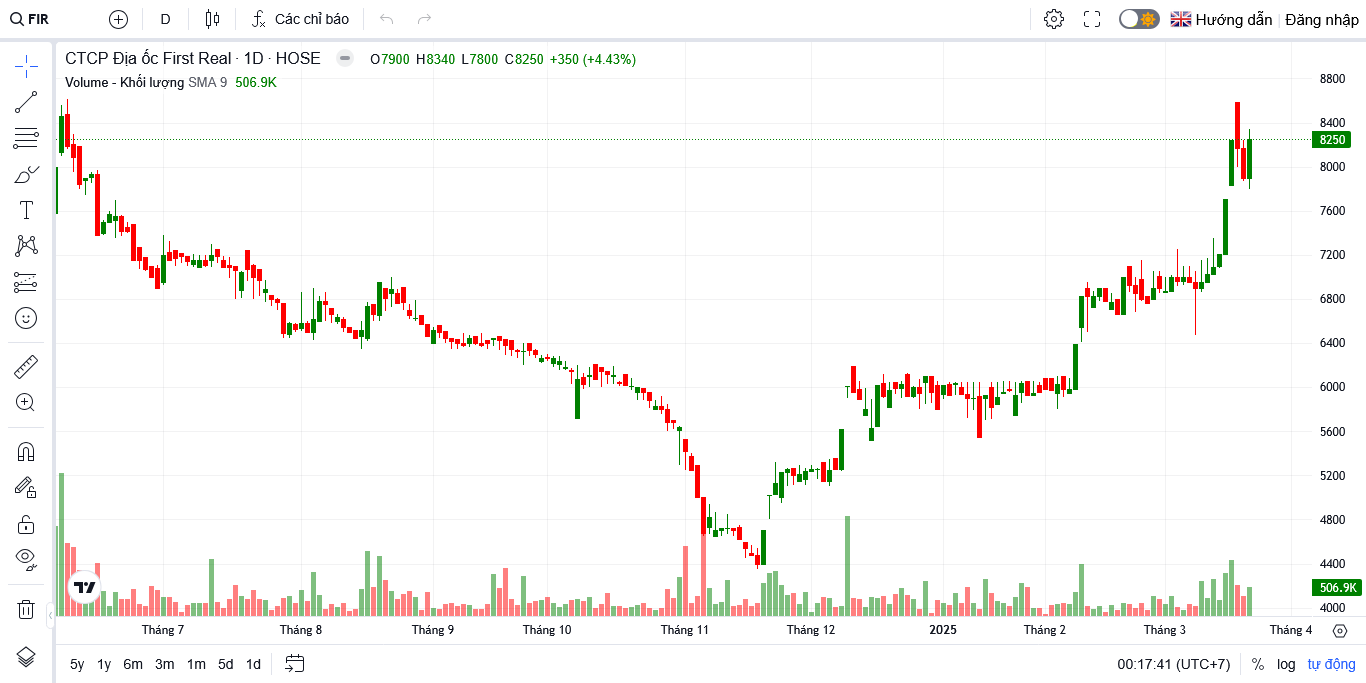 FIR D Các chỉ báo Hướng dẫn Đăng nhập
CTCP Địa ốc First Real · 1D · HOSE O7900 H8340 L7800 C8250 +350 (+4.43%)
Volume - Khối lượng SMA 9 506.9K
8800
8400
8250
8000
7600
7200
6800
6400
6000
5600
5200
4800
4400
506.9K
4000
Tháng 7 Tháng 8 Tháng 9 Tháng 10 Tháng 11 Tháng 12 2025 Tháng 2 Tháng 3 Tháng 4
5y 1y 6m 3m 1m 5d 1d 00:17:41 (UTC+7) % log tự động